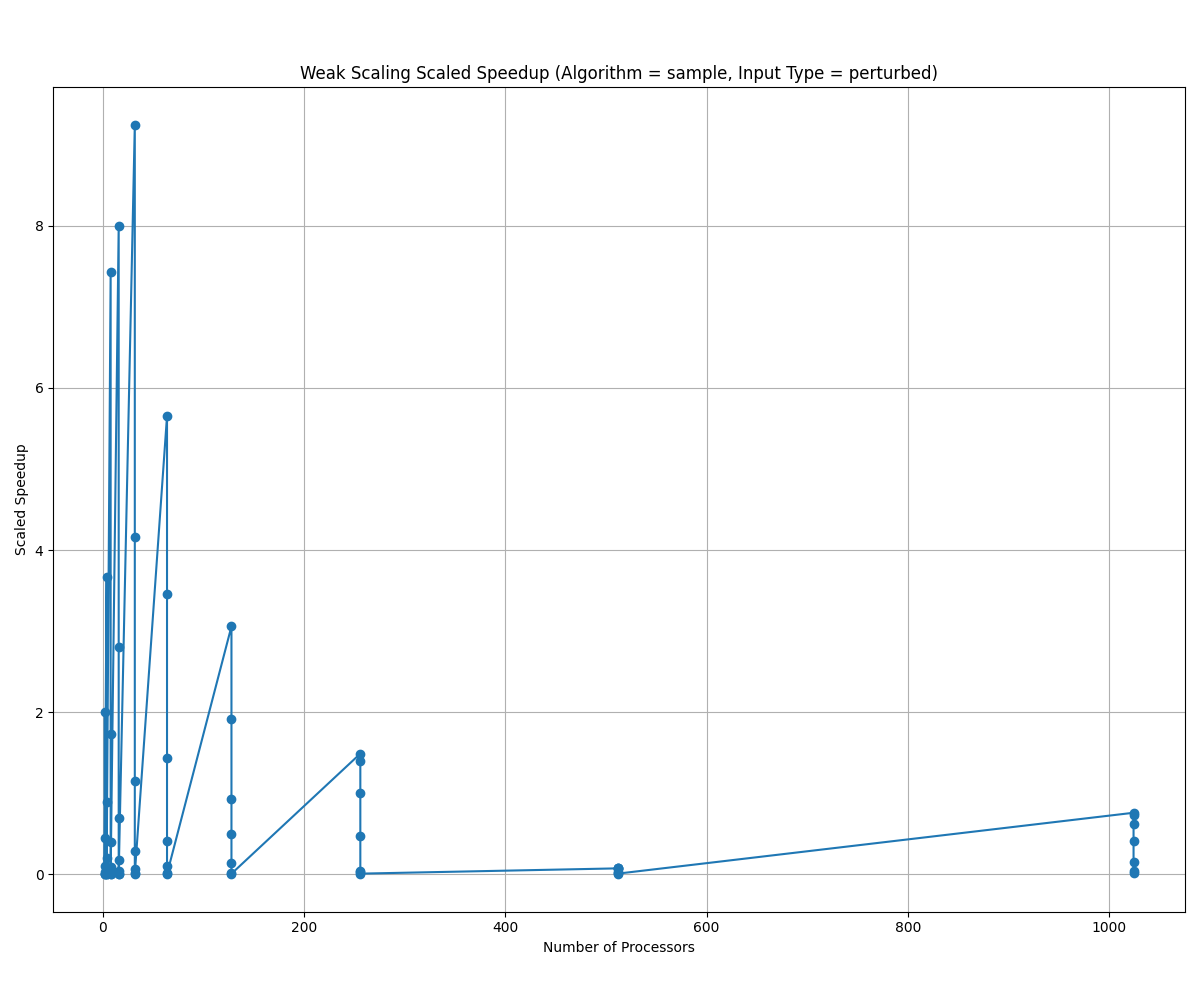 Weak Scaling Scaled Speedup (Algorithm = sample, Input Type = perturbed)
8
6
4
2
0
Scaled Speedup
0 200 400 600 800 1000
Number of Processors